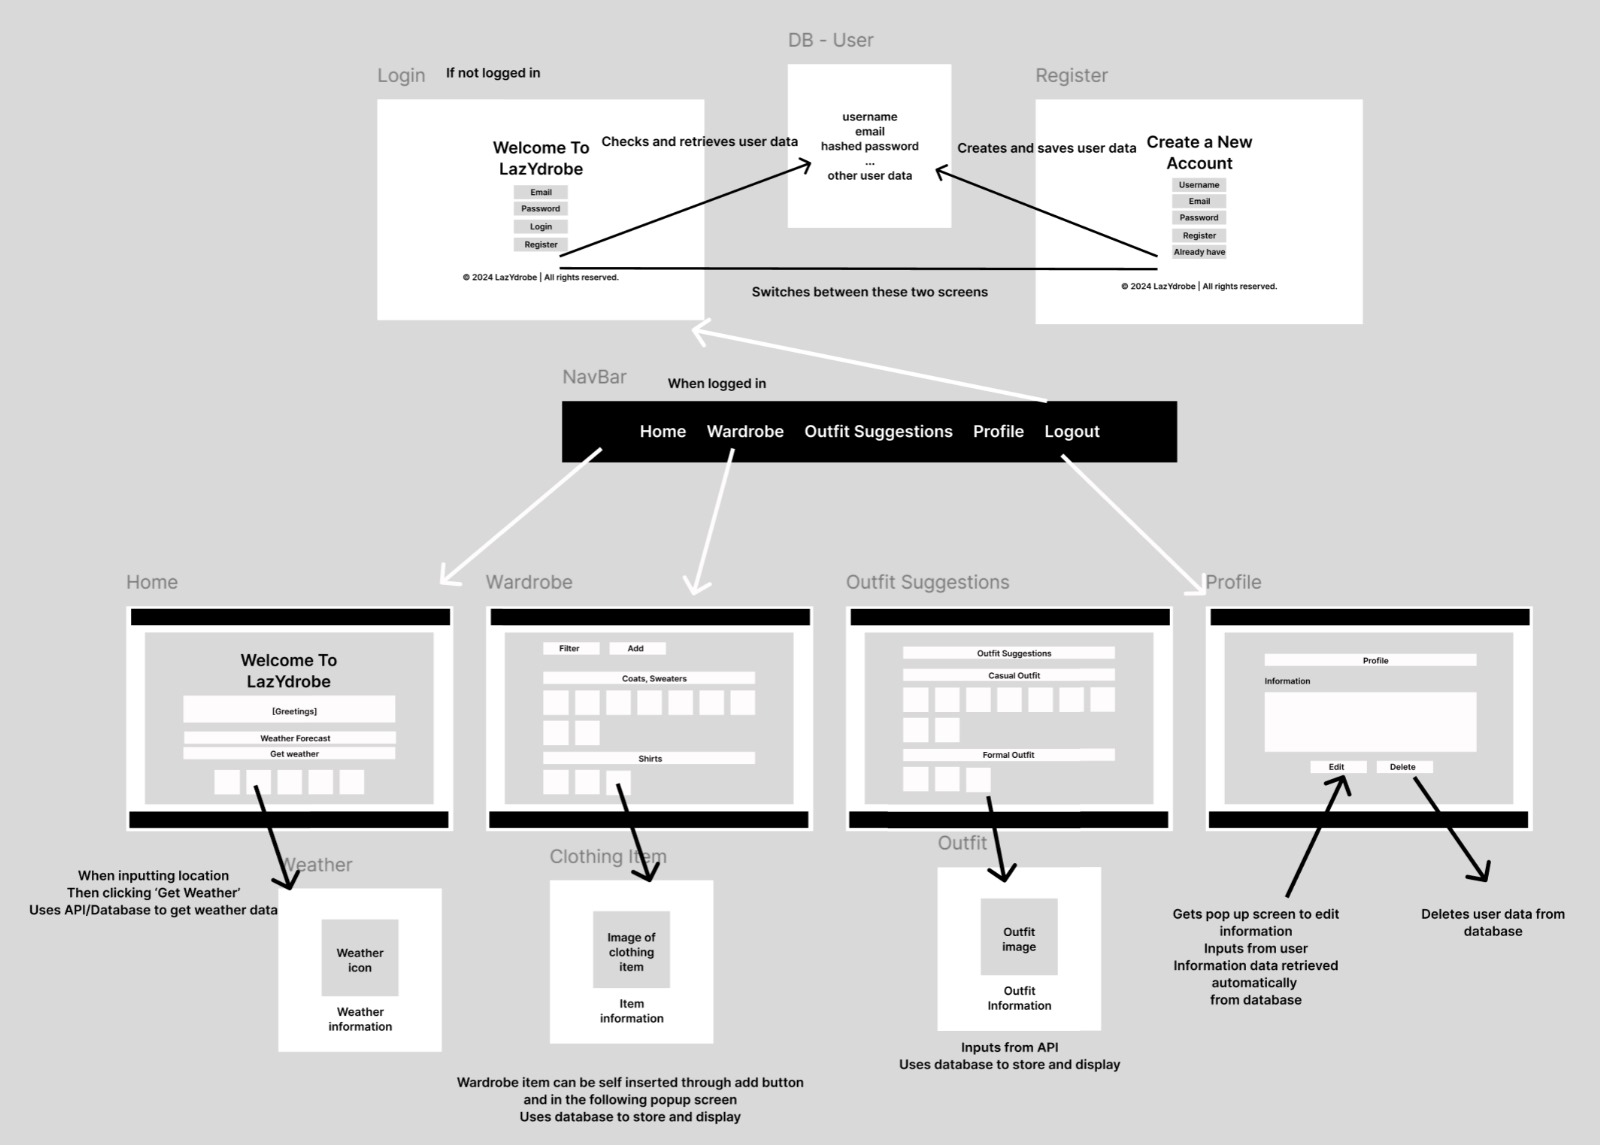 DB - User
Login
If not logged in
Register
username
email
hashed password
...
other user data
Checks and retrieves user data
Creates and saves user data
Welcome To
LazYdrobe
Email
Password
Login
Register
© 2024 LazYdrobe | All rights reserved.
Create a New
Account
Username
Email
Password
Register
Already have
© 2024 LazYdrobe | All rights reserved.
Switches between these two screens
NavBar
When logged in
Home Wardrobe Outfit Suggestions Profile Logout
Home
Welcome To
LazYdrobe
[Greetings]
Weather Forecast
Get weather
Wardrobe
Filter
Add
Coats, Sweaters
Shirts
Outfit Suggestions
Outfit Suggestions
Casual Outfit
Formal Outfit
Profile
Profile
Information
Edit
Delete
When inputting location
Then clicking ‘Get Weather’
Uses API/Database to get weather data
Weather
Weather
icon
Weather
information
Clothing Item
Image of
clothing
item
Item
information
Wardrobe item can be self inserted through add button
and in the following popup screen
Uses database to store and display
Outfit
Outfit
image
Outfit
Information
Inputs from API
Uses database to store and display
Gets pop up screen to edit
information
Inputs from user
Information data retrieved
automatically
from database
Deletes user data from
database